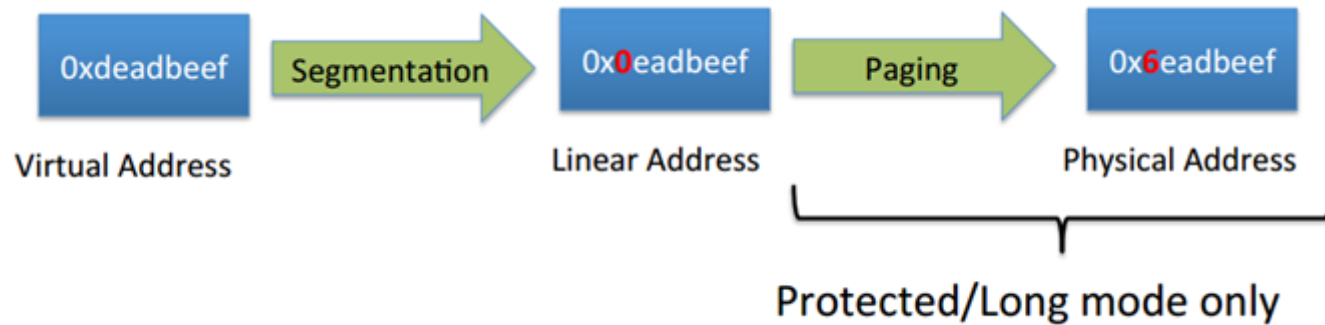 0xdeadbeef
Segmentation
0x0eadbeef
Paging
0x6eadbeef
Virtual Address
Linear Address
Physical Address
Protected/Long mode only